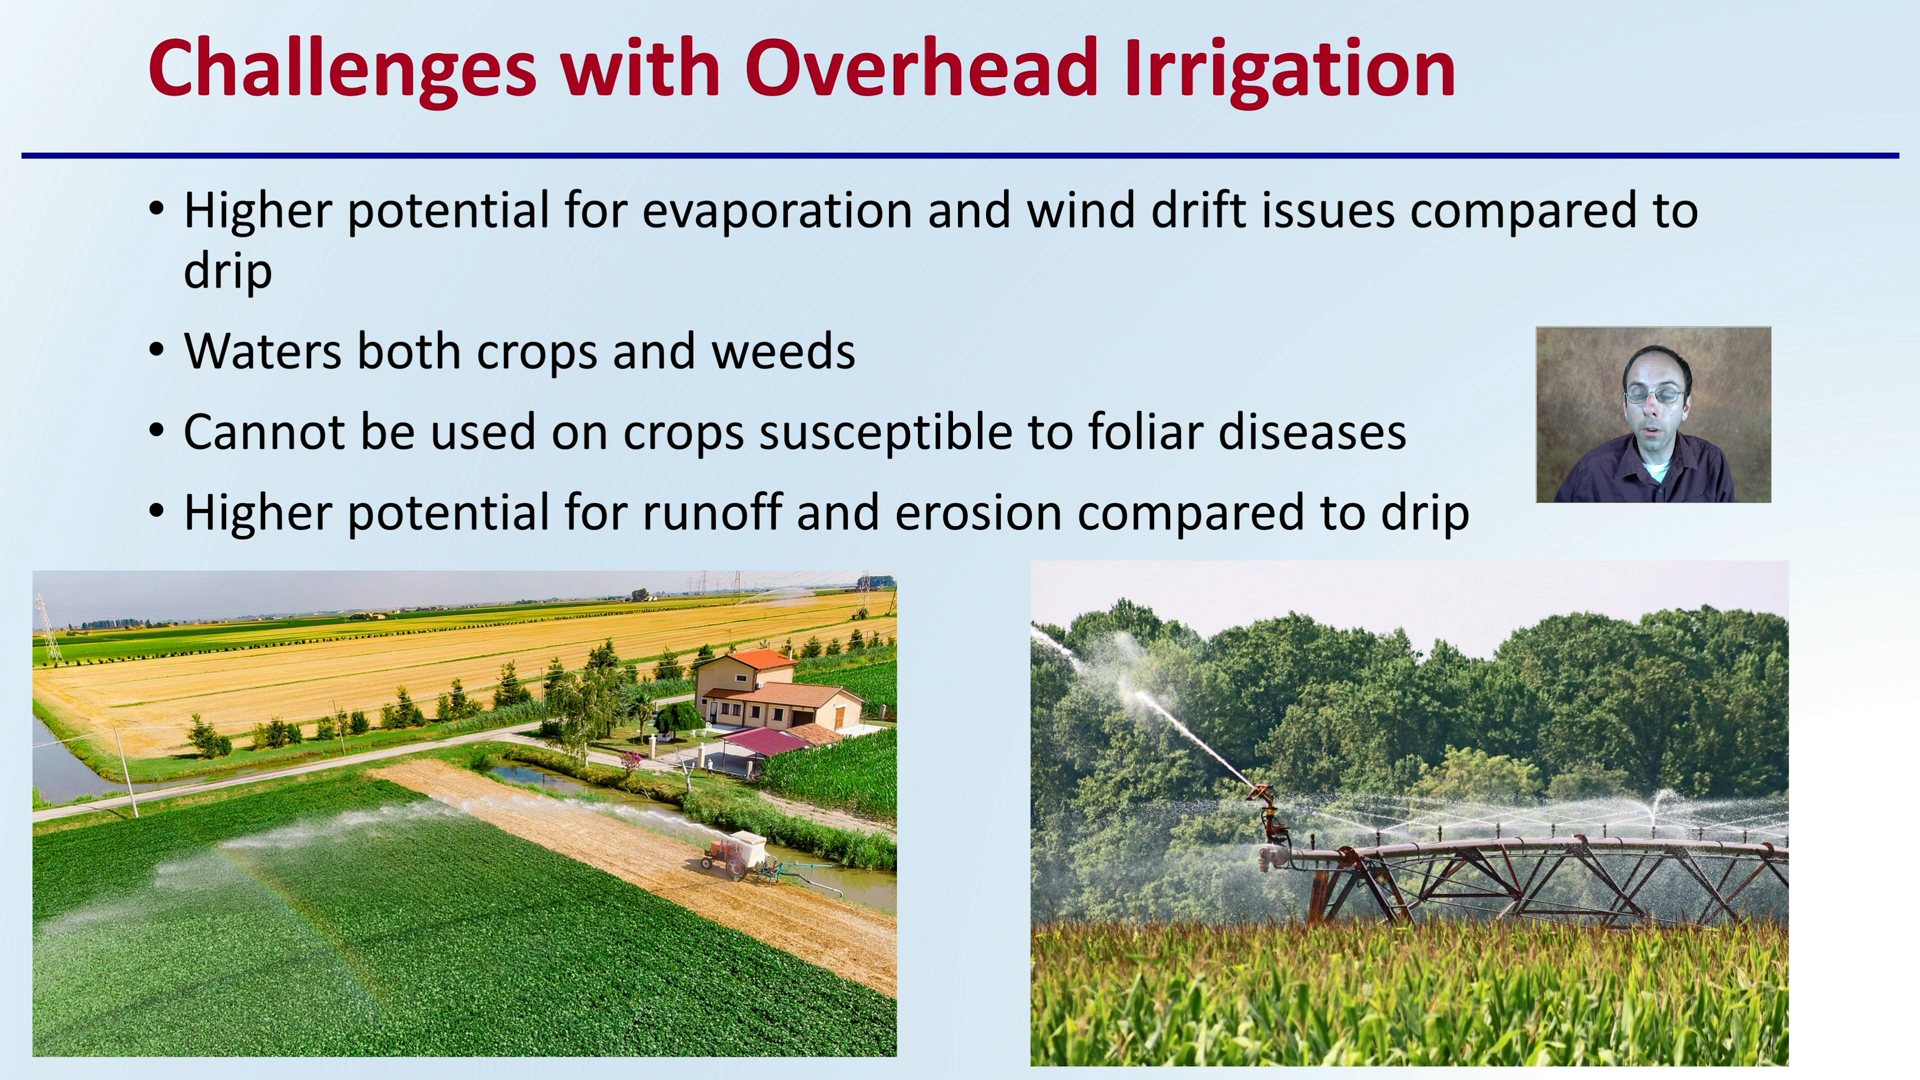 Challenges with Overhead Irrigation
• Higher potential for evaporation and wind drift issues compared to
drip
• Waters both crops and weeds
• Cannot be used on crops susceptible to foliar diseases
• Higher potential for runoff and erosion compared to drip